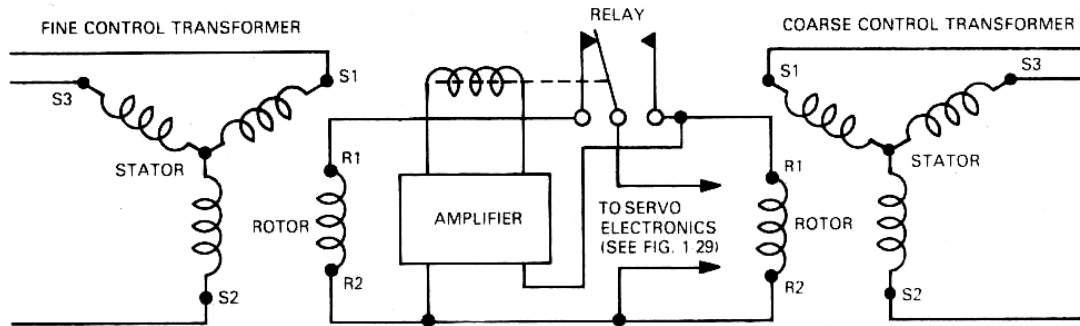 FINE CONTROL TRANSFORMER
RELAY
COARSE CONTROL TRANSFORMER
S3
S1
S1
S3
STATOR
R1
R1
STATOR
ROTOR
AMPLIFIER
TO SERVO
ELECTRONICS
(SEE FIG. 1 29)
ROTOR
S2
R2
R2
S2